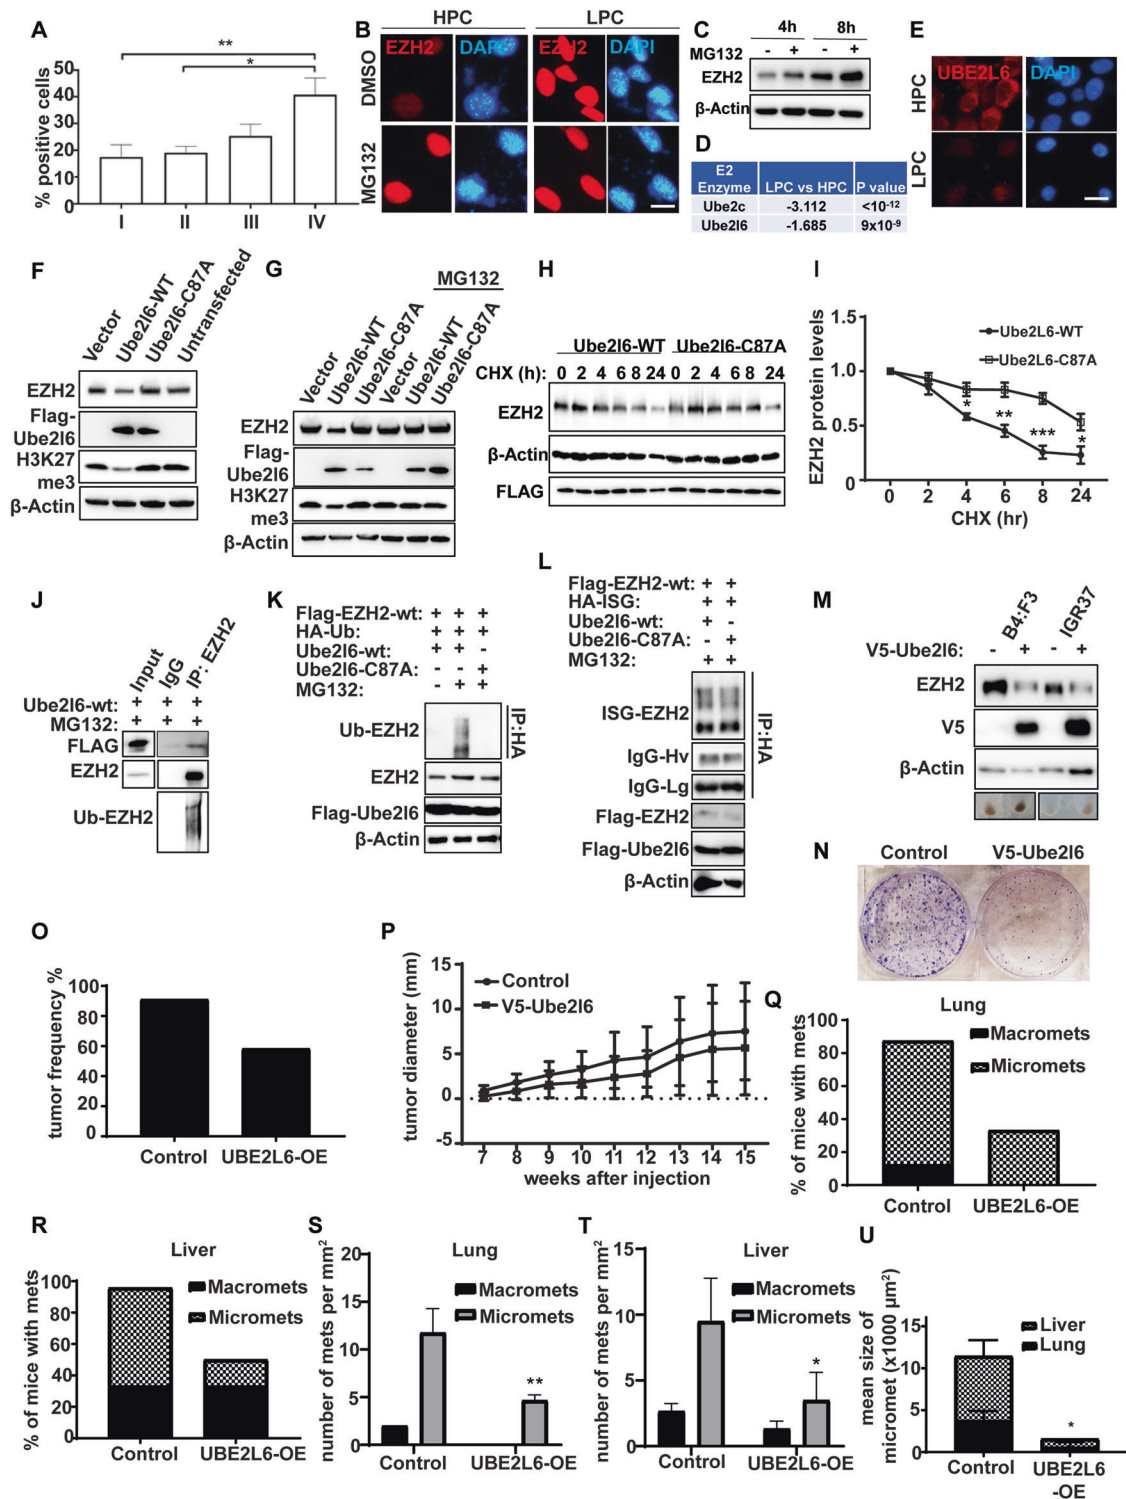 A
**
*
% positive cells
50
40
30
20
10
0
I II III IV
B
HPC LPC
EZH2 DAPI EZH2 DAPI
DMSO
MG132
C
4h 8h
MG132 - + - +
EZH2
β-Actin
D
E2 Enzyme LPC vs HPC P value
Ube2c -3.112 <10-12
Ube2l6 -1.685 9x10-9
E
UBE2L6 DAPI
HPC
LPC
F
Vector Ube2l6-WT Ube2l6-C87A Untransfected
EZH2
Flag-
Ube2l6
H3K27
me3
β-Actin
G
MG132
Vector Ube2l6-WT Ube2l6-C87A Vector Ube2l6-WT Ube2l6-C87A
EZH2
Flag-
Ube2l6
H3K27
me3
β-Actin
H
Ube2l6-WT Ube2l6-C87A
CHX (h): 0 2 4 6 8 24 0 2 4 6 8 24
EZH2
β-Actin
FLAG
I
EZH2 protein levels
1.5
1.0
0.5
0
Ube2L6-WT
Ube2L6-C87A
* ** *** *
0 2 4 6 8 24
CHX (hr)
J
Input IgG IP: EZH2
Ube2l6-wt: + + +
MG132: + + +
FLAG
EZH2
Ub-EZH2
K
Flag-EZH2-wt: + + +
HA-Ub: + + +
Ube2l6-wt: + + -
Ube2l6-C87A: - - +
MG132: - + +
Ub-EZH2
IP:HA
EZH2
Flag-Ube2l6
β-Actin
L
Flag-EZH2-wt: + +
HA-ISG: + +
Ube2l6-wt: + -
Ube2l6-C87A: - +
MG132: + +
ISG-EZH2
IgG-Hv
IgG-Lg
IP:HA
Flag-EZH2
Flag-Ube2l6
β-Actin
M
B4:F3 IGR37
V5-Ube2l6: - + - +
EZH2
V5
β-Actin
N
Control V5-Ube2l6
O
tumor frequency %
100
80
60
40
20
0
Control UBE2L6-OE
P
tumor diameter (mm)
15
10
5
0
-5
Control
V5-Ube2l6
7 8 9 10 11 12 13 14 15
weeks after injection
Q
Lung
% of mice with mets
100
80
60
40
20
0
Macromets
Micromets
Control UBE2L6-OE
R
Liver
% of mice with mets
100
80
60
40
20
0
Macromets
Micromets
Control UBE2L6-OE
S
Lung
number of mets per mm2
20
15
10
5
0
Macromets
Micromets
**
Control UBE2L6-OE
T
Liver
number of mets per mm2
15
10
5
0
Macromets
Micromets
*
Control UBE2L6-OE
U
mean size of
micromet (x1000 µm2)
15
10
5
0
Liver
Lung
*
Control UBE2L6
-OE